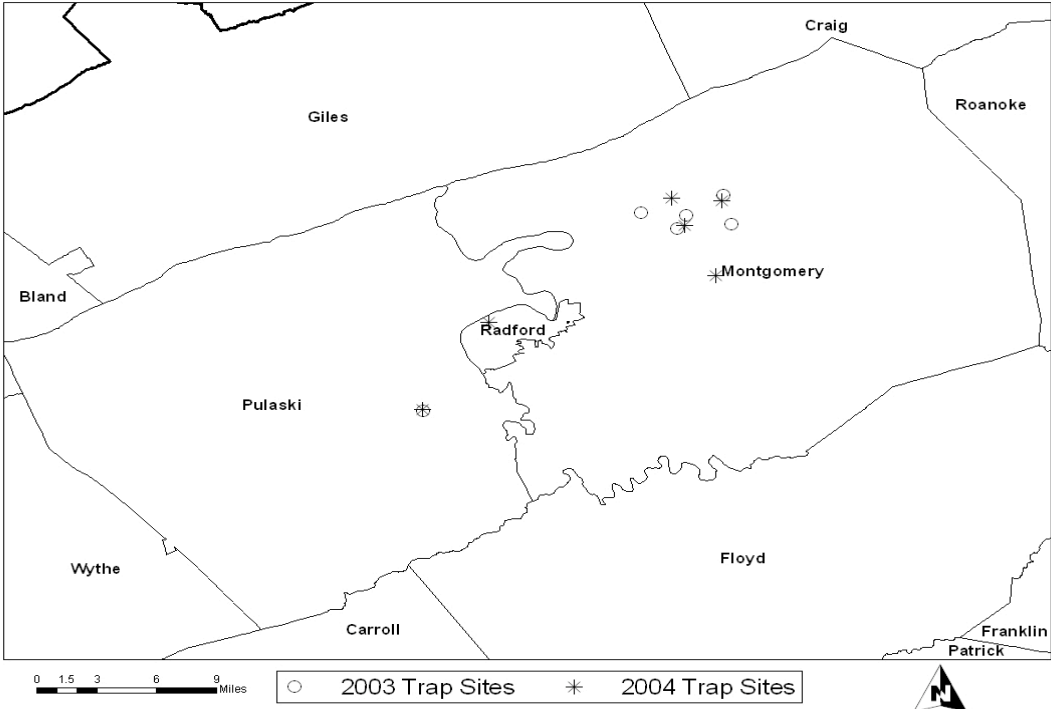 Craig
Roanoke
Giles
Montgomery
Bland
Radford
Pulaski
Floyd
Wythe
Carroll
Franklin
Patrick
0 1.5 3 6 9 Miles
2003 Trap Sites 2004 Trap Sites
N